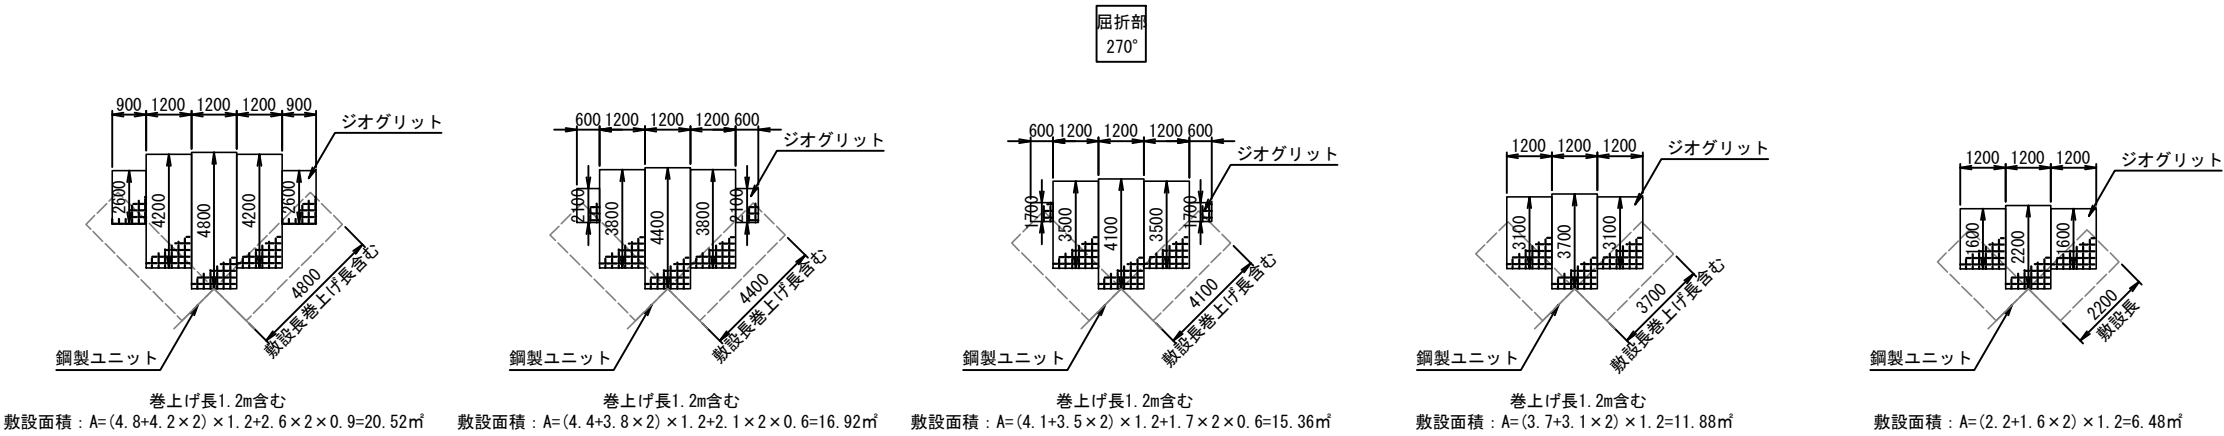 屈折部
270°
900 1200 1200 1200 900
ジオグリット
2600
4200
4800
4200
2600
4800
敷設長巻上げ長含む
鋼製ユニット
巻上げ長1.2m含む
敷設面積：A=(4.8+4.2×2)×1.2+2.6×2×0.9=20.52㎡
600 1200 1200 1200 600
ジオグリット
2100
3800
4400
3800
2100
4400
敷設長巻上げ長含む
鋼製ユニット
巻上げ長1.2m含む
敷設面積：A=(4.4+3.8×2)×1.2+2.1×2×0.6=16.92㎡
600 1200 1200 1200 600
ジオグリット
1700
3500
4100
3500
1700
4100
敷設長巻上げ長含む
鋼製ユニット
巻上げ長1.2m含む
敷設面積：A=(4.1+3.5×2)×1.2+1.7×2×0.6=15.36㎡
1200 1200 1200
ジオグリット
3100
3700
3100
3700
敷設長巻上げ長含む
鋼製ユニット
巻上げ長1.2m含む
敷設面積：A=(3.7+3.1×2)×1.2=11.88㎡
1200 1200 1200
ジオグリット
1600
2200
1600
2200
敷設長
鋼製ユニット
敷設面積：A=(2.2+1.6×2)×1.2=6.48㎡